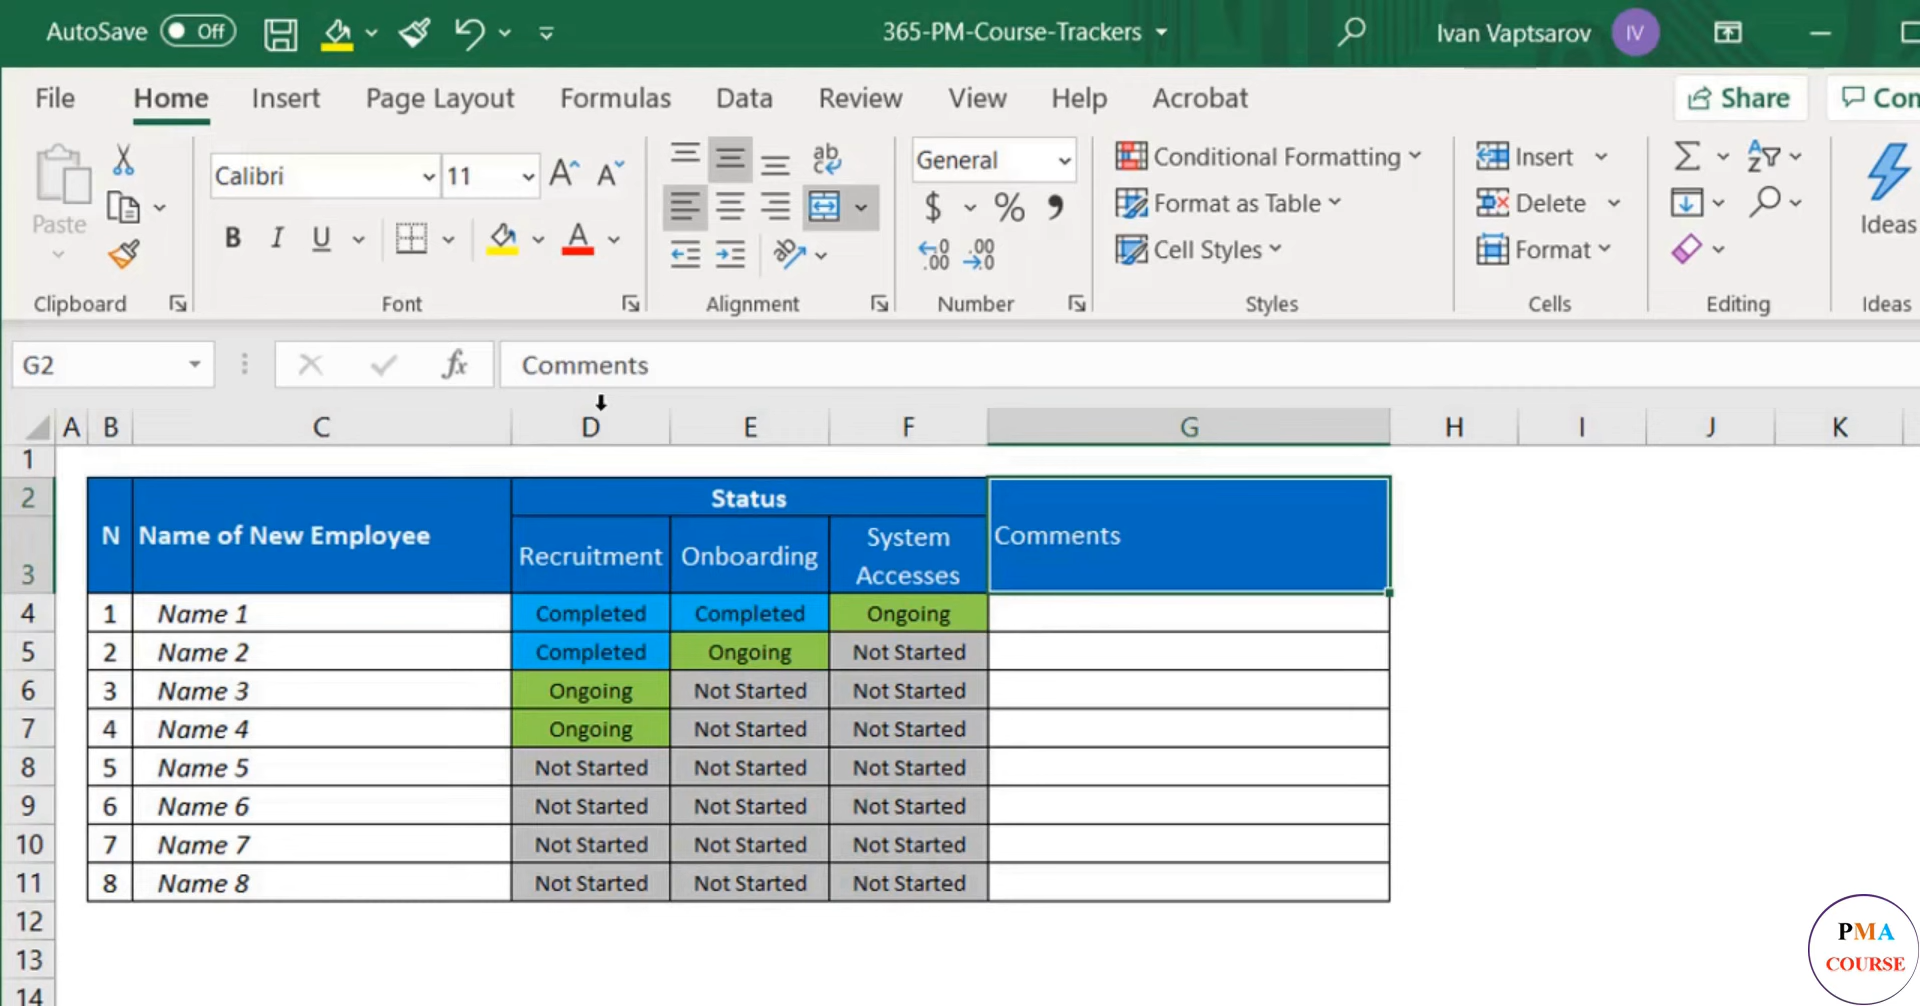 AutoSave Off 365-PM-Course-Trackers Ivan Vaptsarov IV
File Home Insert Page Layout Formulas Data Review View Help Acrobat Share Con
Paste Calibri 11 A A ab c General Conditional Formatting Insert Σ A Z Ideas
B I U A $ % , Format as Table Delete
0 .00 .00 0 Cell Styles Format
Clipboard Font Alignment Number Styles Cells Editing Ideas
G2 fx Comments
A B C D E F G H I J K
1
2 N Name of New Employee Status Comments
3 Recruitment Onboarding System Accesses
4 1 Name 1 Completed Completed Ongoing
5 2 Name 2 Completed Ongoing Not Started
6 3 Name 3 Ongoing Not Started Not Started
7 4 Name 4 Ongoing Not Started Not Started
8 5 Name 5 Not Started Not Started Not Started
9 6 Name 6 Not Started Not Started Not Started
10 7 Name 7 Not Started Not Started Not Started
11 8 Name 8 Not Started Not Started Not Started
12
13
14
PMA
COURSE